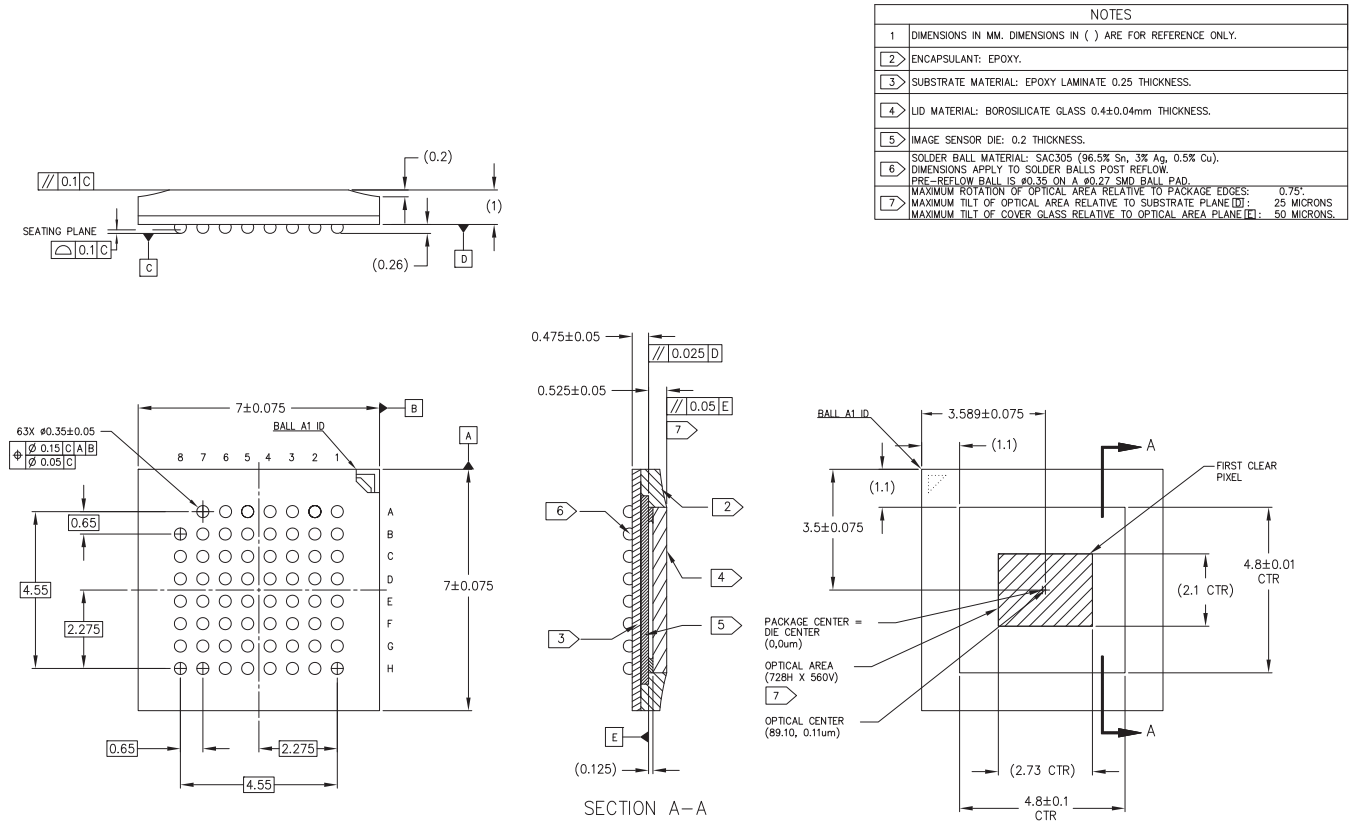 NOTES
1 DIMENSIONS IN MM. DIMENSIONS IN ( ) ARE FOR REFERENCE ONLY.
2 ENCAPSULANT: EPOXY.
3 SUBSTRATE MATERIAL: EPOXY LAMINATE 0.25 THICKNESS.
4 LID MATERIAL: BOROSILICATE GLASS 0.4±0.04mm THICKNESS.
5 IMAGE SENSOR DIE: 0.2 THICKNESS.
6 SOLDER BALL MATERIAL: SAC305 (96.5% Sn, 3% Ag, 0.5% Cu).
DIMENSIONS APPLY TO SOLDER BALLS POST REFLOW.
PRE-REFLOW BALL IS ø0.35 ON A ø0.27 SMD BALL PAD.
7 MAXIMUM ROTATION OF OPTICAL AREA RELATIVE TO PACKAGE EDGES: 0.75°.
MAXIMUM TILT OF OPTICAL AREA RELATIVE TO SUBSTRATE PLANE D: 25 MICRONS
MAXIMUM TILT OF COVER GLASS RELATIVE TO OPTICAL AREA PLANE E: 50 MICRONS.
(0.2)
// 0.1 C
(1)
SEATING PLANE
⌓ 0.1 C
C
(0.26)
D
7±0.075
B
63X ø0.35±0.05
⌖ Ø 0.15 C A B
Ø 0.05 C
BALL A1 ID
A
8 7 6 5 4 3 2 1
A
B
C
D
E
F
G
H
0.65
4.55
2.275
7±0.075
0.65
2.275
4.55
0.475±0.05
// 0.025 D
0.525±0.05
// 0.05 E
7
6
2
4
3
5
E
(0.125)
SECTION A-A
BALL A1 ID
3.589±0.075
(1.1)
A
(1.1)
FIRST CLEAR
PIXEL
3.5±0.075
4.8±0.01
CTR
(2.1 CTR)
PACKAGE CENTER =
DIE CENTER
(0,0um)
OPTICAL AREA
(728H X 560V)
7
OPTICAL CENTER
(89.10, 0.11um)
A
(2.73 CTR)
4.8±0.1
CTR